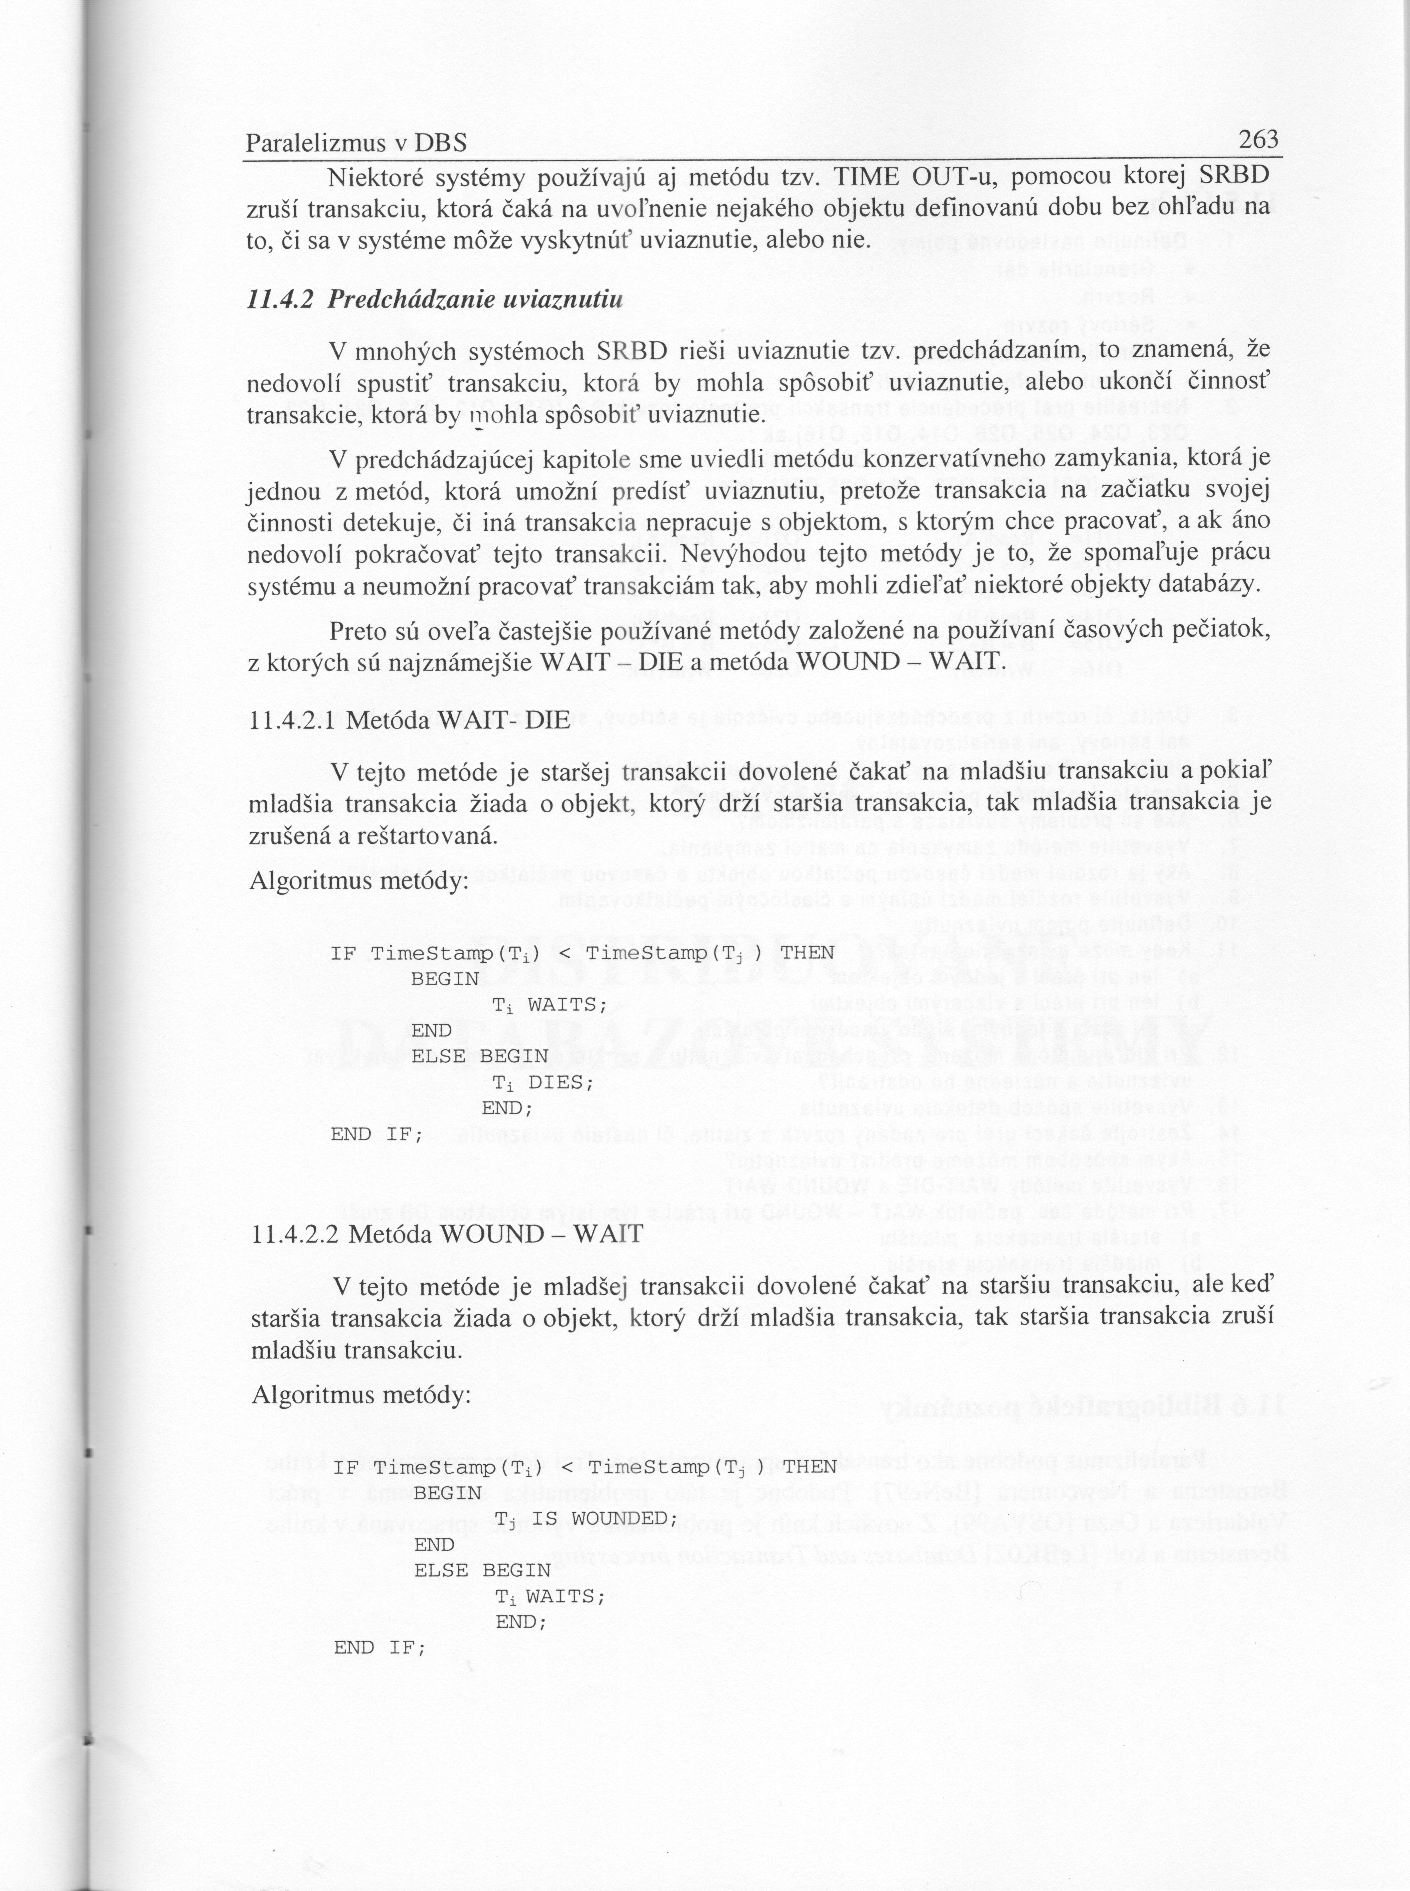 Paralelizmus v DBS 263
Niektoré systémy používajú aj metódu tzv. TIME OUT-u, pomocou ktorej SRBD
zruší transakciu, ktorá čaká na uvoľnenie nejakého objektu definovanú dobu bez ohľadu na
to, či sa v systéme môže vyskytnúť uviaznutie, alebo nie.
11.4.2 Predchádzanie uviaznutiu
V mnohých systémoch SRBD rieši uviaznutie tzv. predchádzaním, to znamená, že
nedovolí spustiť transakciu, ktorá by mohla spôsobiť uviaznutie, alebo ukončí činnosť
transakcie, ktorá by mohla spôsobiť uviaznutie.
V predchádzajúcej kapitole sme uviedli metódu konzervatívneho zamykania, ktorá je
jednou z metód, ktorá umožní predísť uviaznutiu, pretože transakcia na začiatku svojej
činnosti detekuje, či iná transakcia nepracuje s objektom, s ktorým chce pracovať, a ak áno
nedovolí pokračovať tejto transakcii. Nevýhodou tejto metódy je to, že spomaľuje prácu
systému a neumožní pracovať transakciám tak, aby mohli zdieľať niektoré objekty databázy.
Preto sú oveľa častejšie používané metódy založené na používaní časových pečiatok,
z ktorých sú najznámejšie WAIT – DIE a metóda WOUND – WAIT.
11.4.2.1 Metóda WAIT- DIE
V tejto metóde je staršej transakcii dovolené čakať na mladšiu transakciu a pokiaľ
mladšia transakcia žiada o objekt, ktorý drží staršia transakcia, tak mladšia transakcia je
zrušená a reštartovaná.
Algoritmus metódy:
IF TimeStamp(Ti) < TimeStamp(Tj ) THEN
BEGIN
Ti WAITS;
END
ELSE BEGIN
Ti DIES;
END;
END IF;
11.4.2.2 Metóda WOUND – WAIT
V tejto metóde je mladšej transakcii dovolené čakať na staršiu transakciu, ale keď
staršia transakcia žiada o objekt, ktorý drží mladšia transakcia, tak staršia transakcia zruší
mladšiu transakciu.
Algoritmus metódy:
IF TimeStamp(Ti) < TimeStamp(Tj ) THEN
BEGIN
Tj IS WOUNDED;
END
ELSE BEGIN
Ti WAITS;
END;
END IF;